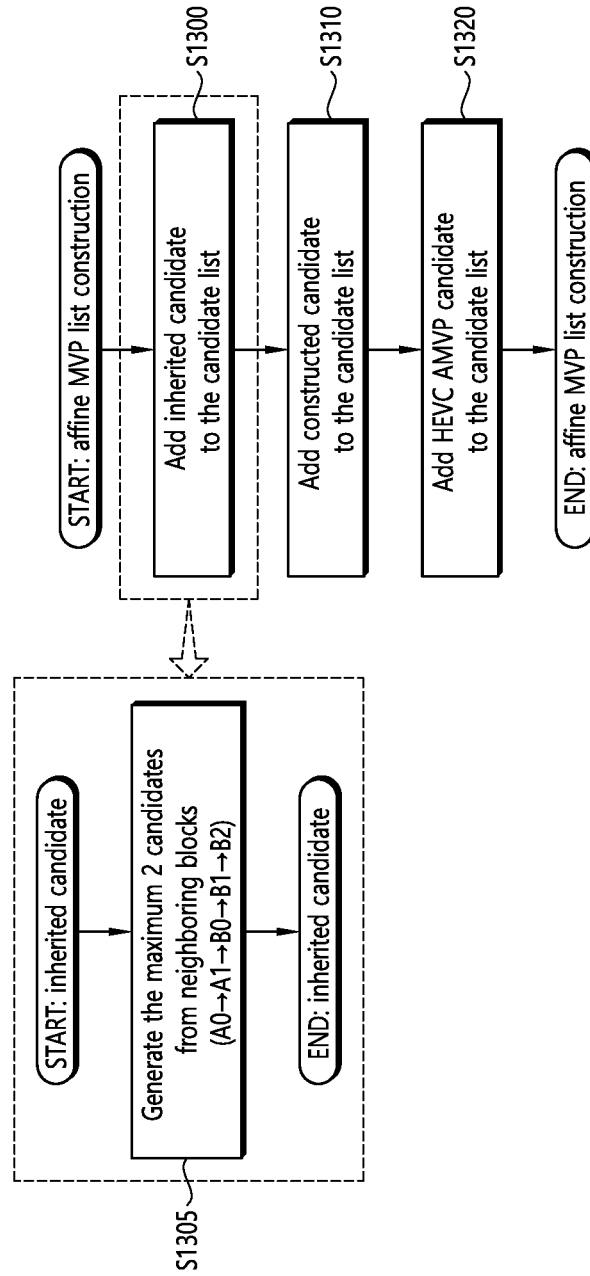 START: affine MVP list construction
Add inherited candidate
to the candidate list
S1300
Add constructed candidate
to the candidate list
S1310
Add HEVC AMVP candidate
to the candidate list
S1320
END: affine MVP list construction
START: inherited candidate
Generate the maximum 2 candidates
from neighboring blocks
(A0→A1→B0→B1→B2)
S1305
END: inherited candidate